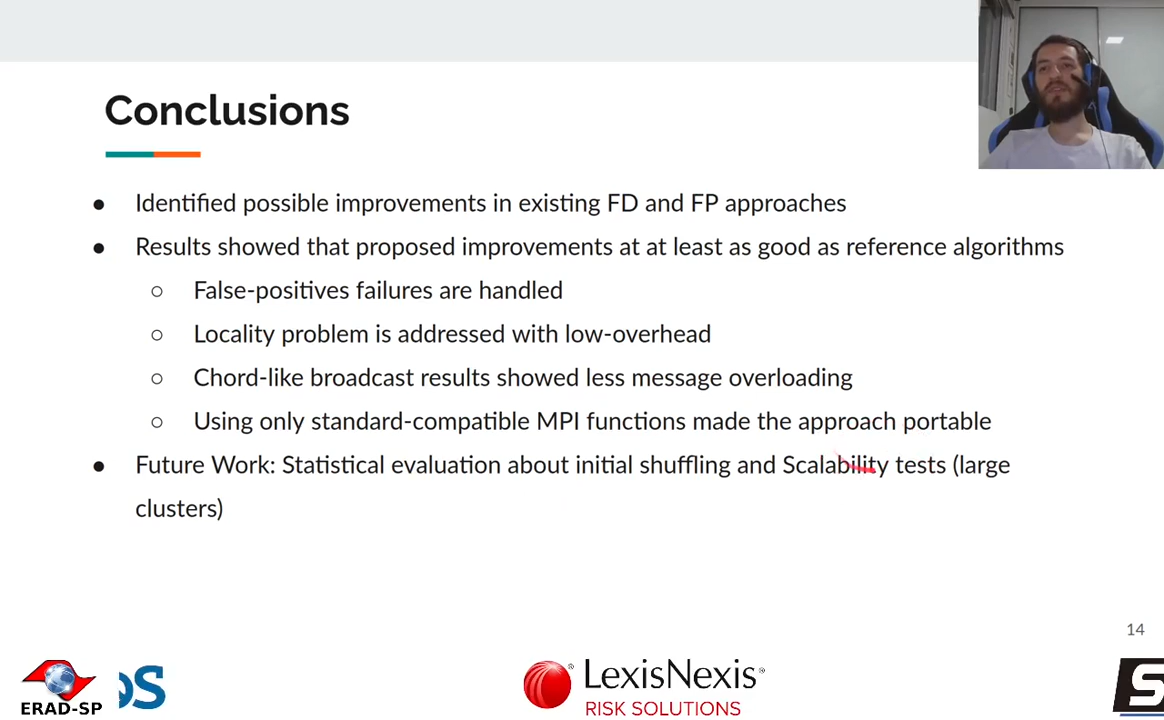 Conclusions
● Identified possible improvements in existing FD and FP approaches
● Results showed that proposed improvements at at least as good as reference algorithms
○ False-positives failures are handled
○ Locality problem is addressed with low-overhead
○ Chord-like broadcast results showed less message overloading
○ Using only standard-compatible MPI functions made the approach portable
● Future Work: Statistical evaluation about initial shuffling and Scalability tests (large
clusters)
14
ERAD-SP
LexisNexis®
RISK SOLUTIONS